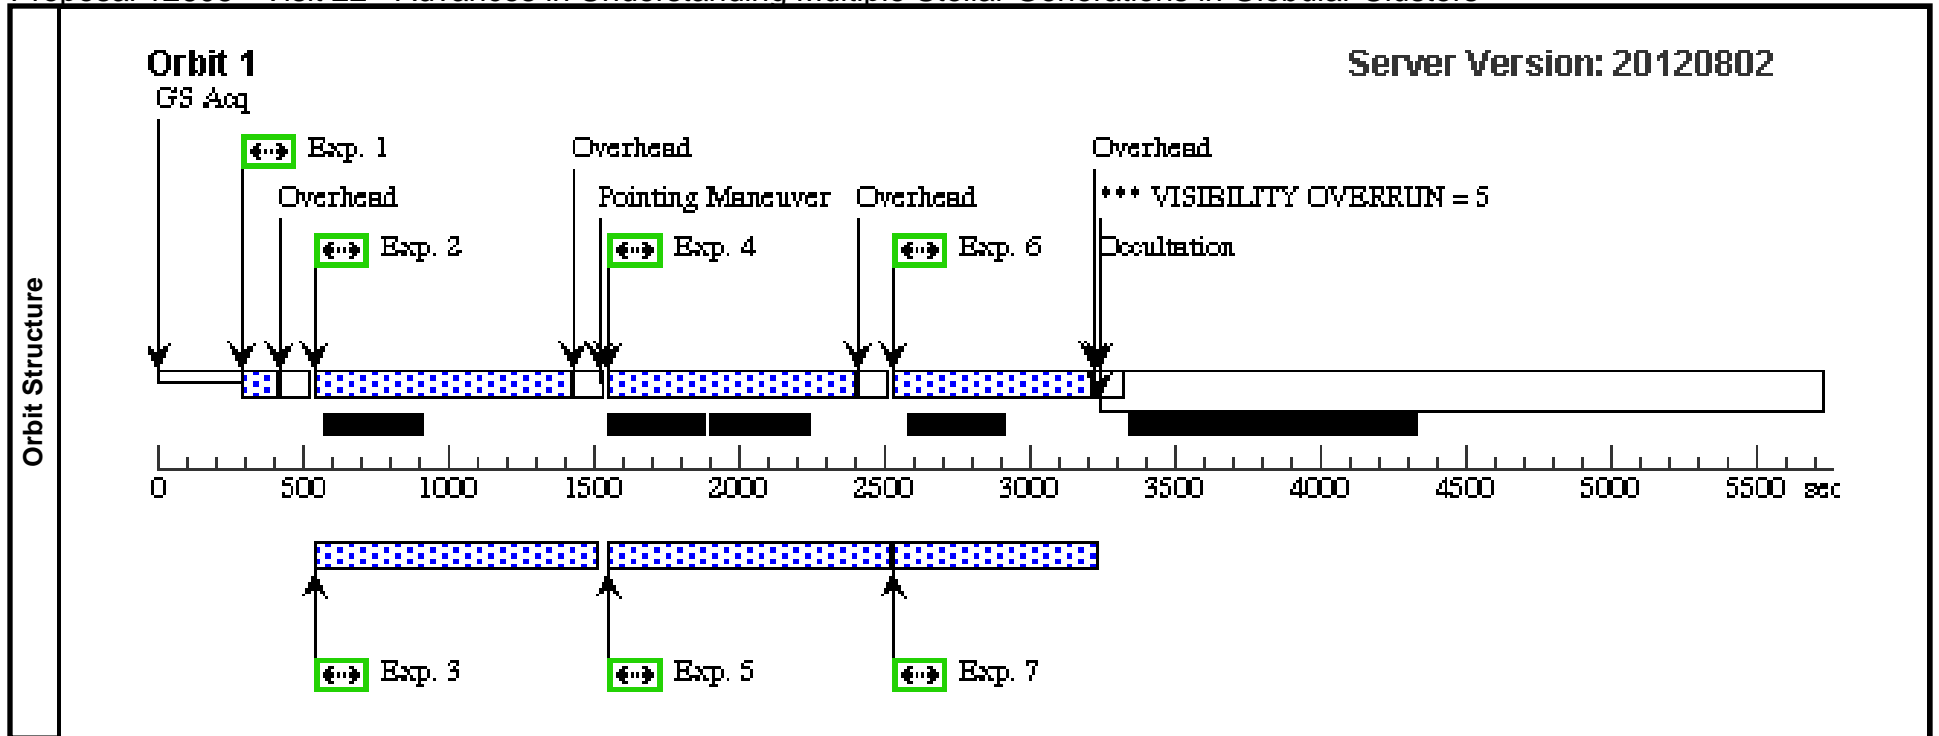 Orbit Structure
Orbit 1
Server Version: 20120802
GS Acq
Exp. 1
Overhead
Overhead
Overhead
Pointing Maneuver
Overhead
*** VISIBILITY OVERRUN = 5
Exp. 2
Exp. 4
Exp. 6
Occultation
0 500 1000 1500 2000 2500 3000 3500 4000 4500 5000 5500 sec
Exp. 3
Exp. 5
Exp. 7